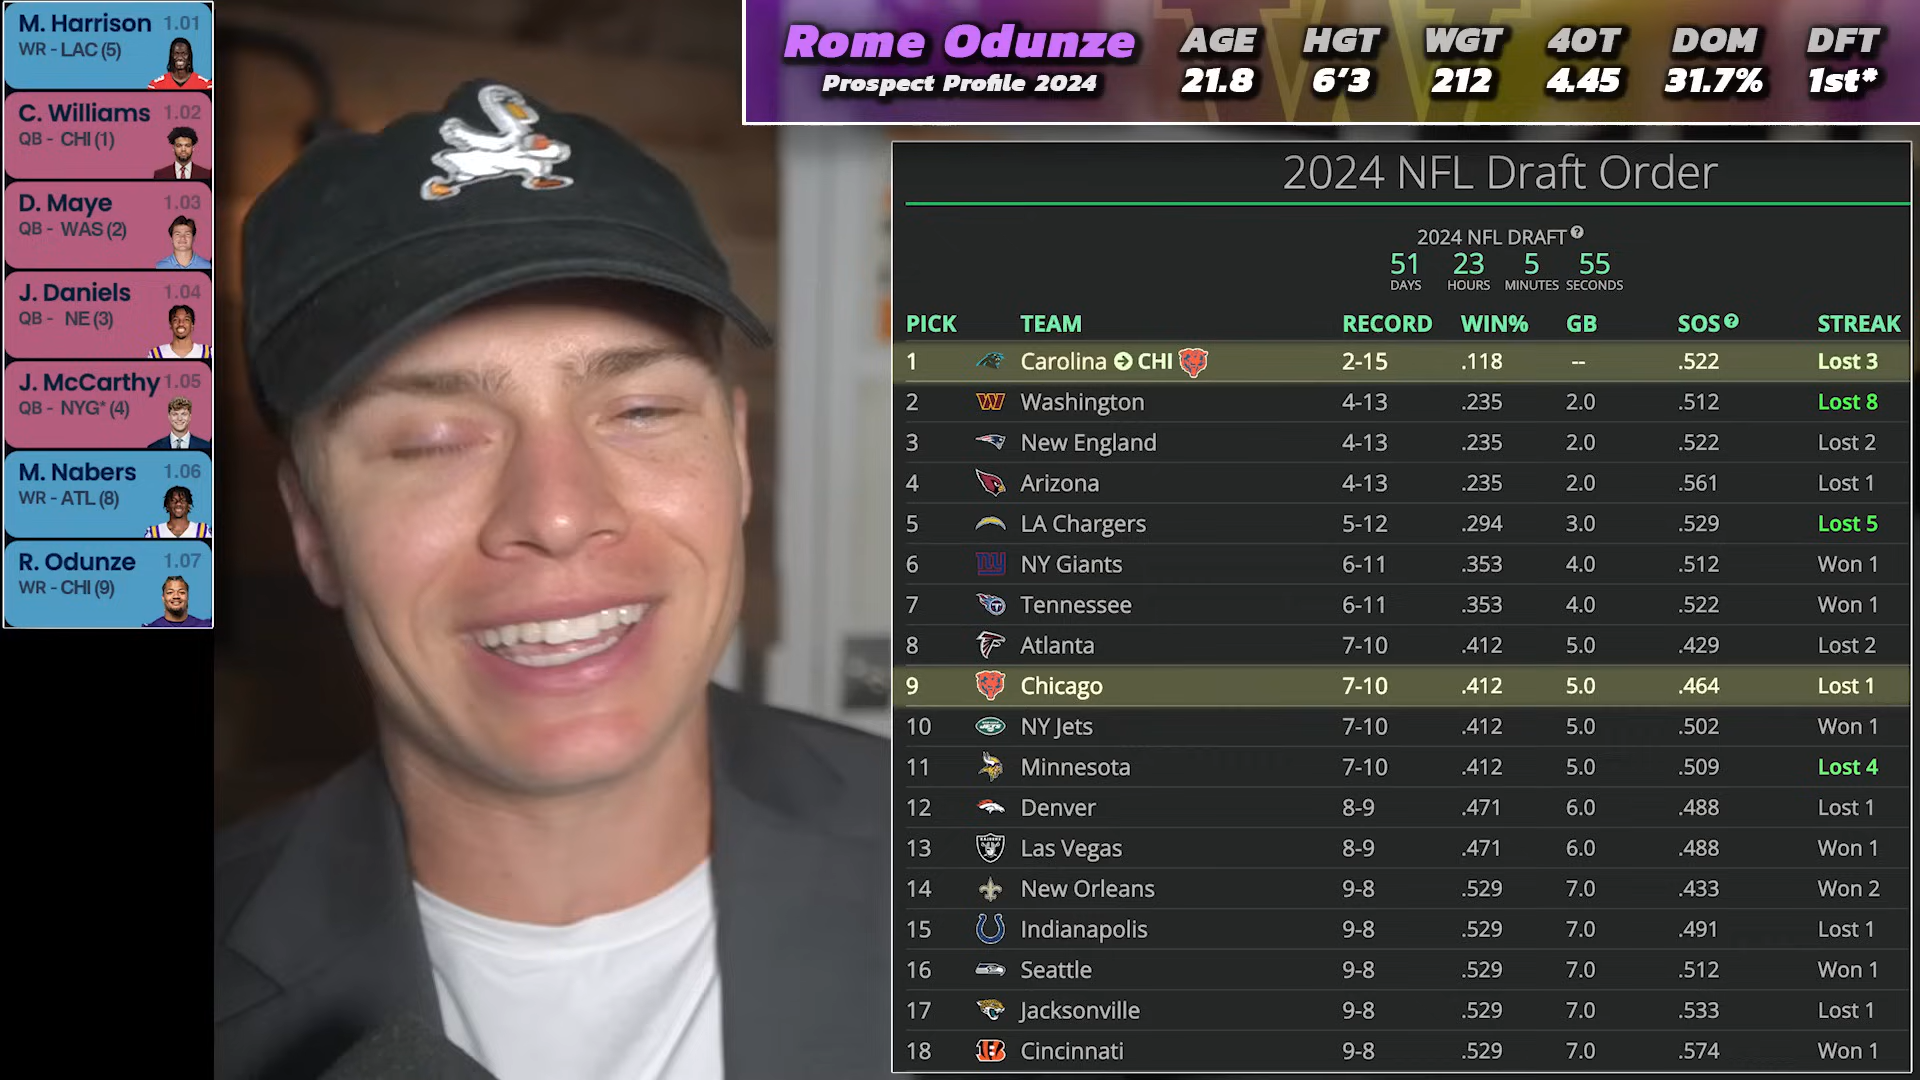 M. Harrison 1.01
WR - LAC (5)
C. Williams 1.02
QB - CHI (1)
D. Maye 1.03
QB - WAS (2)
J. Daniels 1.04
QB - NE (3)
J. McCarthy 1.05
QB - NYG* (4)
M. Nabers 1.06
WR - ATL (8)
R. Odunze 1.07
WR - CHI (9)
Rome Odunze
Prospect Profile 2024
AGE HGT WGT 40T DOM DFT
21.8 6'3 212 4.45 31.7% 1st*
2024 NFL Draft Order
2024 NFL DRAFT
51 23 5 55
DAYS HOURS MINUTES SECONDS
PICK TEAM RECORD WIN% GB SOS STREAK
1 Carolina CHI 2-15 .118 -- .522 Lost 3
2 Washington 4-13 .235 2.0 .512 Lost 8
3 New England 4-13 .235 2.0 .522 Lost 2
4 Arizona 4-13 .235 2.0 .561 Lost 1
5 LA Chargers 5-12 .294 3.0 .529 Lost 5
6 NY Giants 6-11 .353 4.0 .512 Won 1
7 Tennessee 6-11 .353 4.0 .522 Won 1
8 Atlanta 7-10 .412 5.0 .429 Lost 2
9 Chicago 7-10 .412 5.0 .464 Lost 1
10 NY Jets 7-10 .412 5.0 .502 Won 1
11 Minnesota 7-10 .412 5.0 .509 Lost 4
12 Denver 8-9 .471 6.0 .488 Lost 1
13 Las Vegas 8-9 .471 6.0 .488 Won 1
14 New Orleans 9-8 .529 7.0 .433 Won 2
15 Indianapolis 9-8 .529 7.0 .491 Lost 1
16 Seattle 9-8 .529 7.0 .512 Won 1
17 Jacksonville 9-8 .529 7.0 .533 Lost 1
18 Cincinnati 9-8 .529 7.0 .574 Won 1